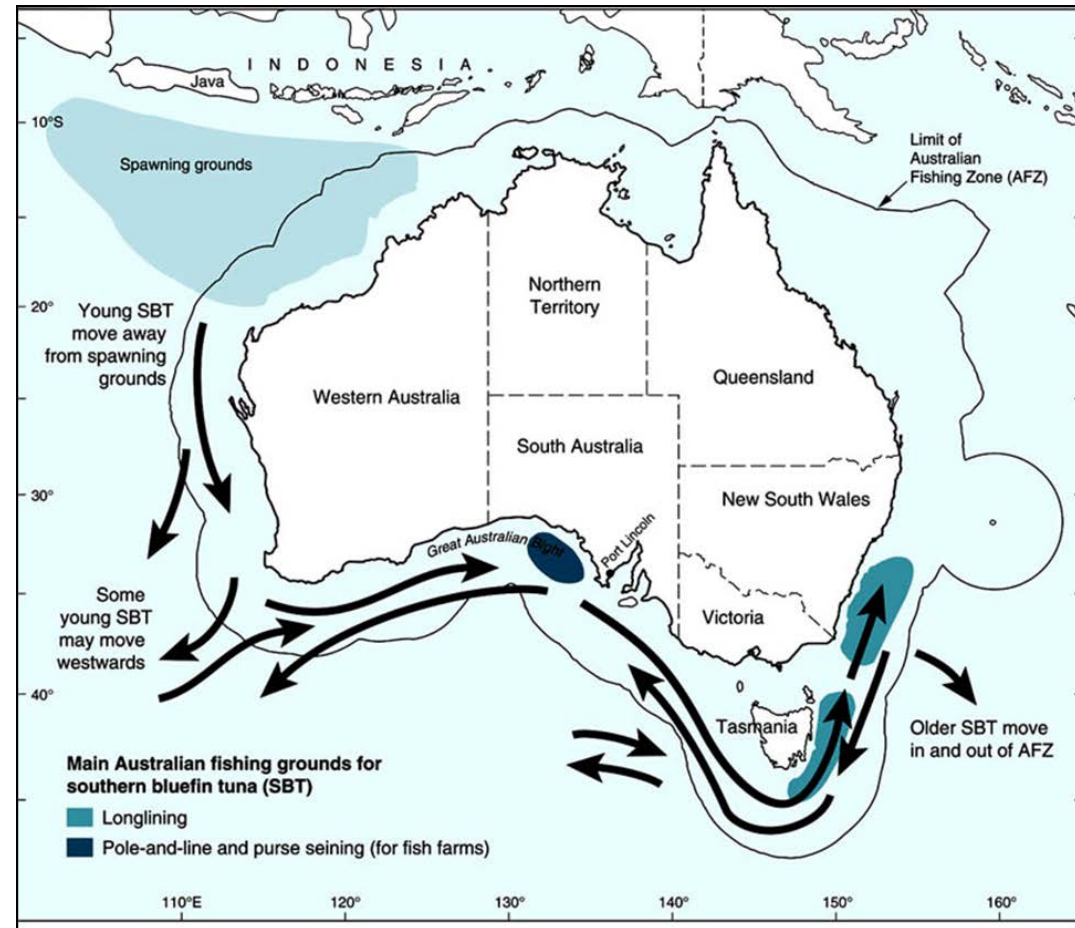 I N D O N E S I A
Java
10°S
Spawning grounds
Limit of
Australian
Fishing Zone (AFZ)
Northern
Territory
20°
Young SBT
move away
from spawning
grounds
Queensland
Western Australia
South Australia
30°
New South Wales
Great Australian Bight
Port Lincoln
Some
young SBT
may move
westwards
Victoria
40°
Tasmania
Older SBT move
in and out of AFZ
Main Australian fishing grounds for
southern bluefin tuna (SBT)
Longlining
Pole-and-line and purse seining (for fish farms)
110°E
120°
130°
140°
150°
160°